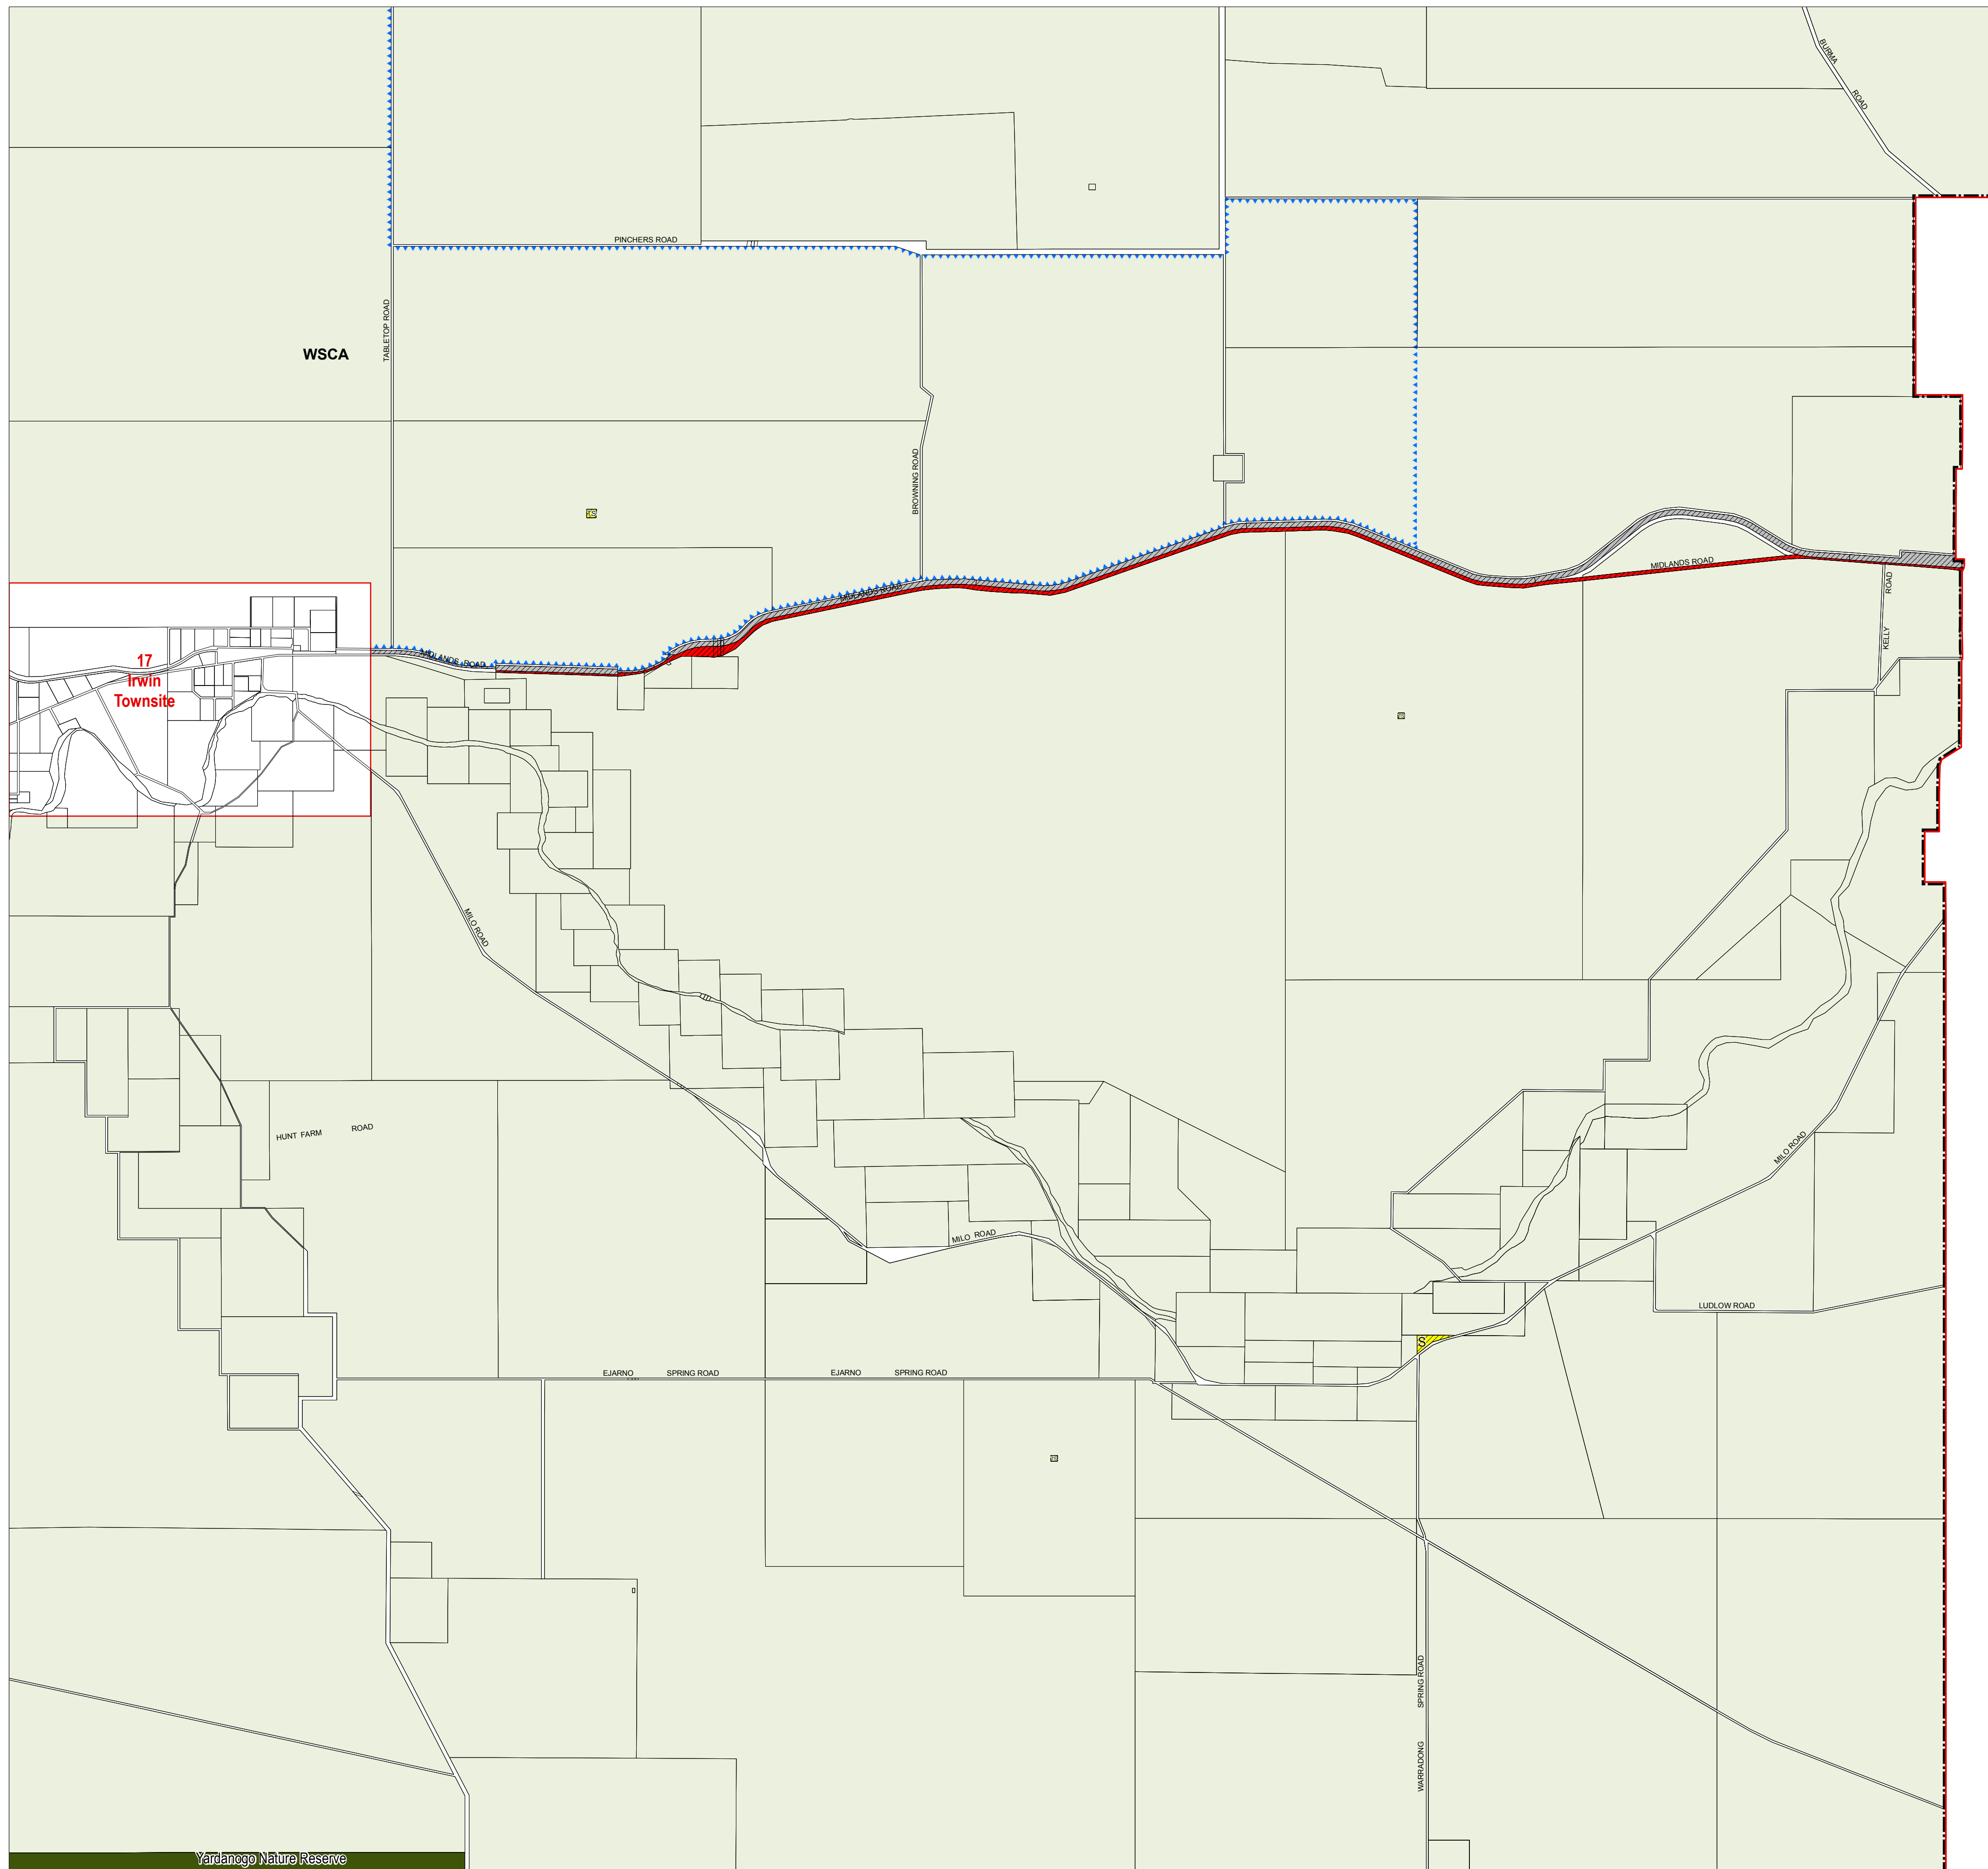 BURMA
ROAD
PINCHERS ROAD
TABLETOP ROAD
WSCA
BROWNING ROAD
MIDLANDS ROAD
MIDLANDS ROAD
KELLY
ROAD
MIDLANDS ROAD
17
Irwin
Townsite
MILO ROAD
HUNT FARM ROAD
MILO ROAD
MILO ROAD
LUDLOW ROAD
S
EJARNO SPRING ROAD
EJARNO SPRING ROAD
WARRADONG SPRING ROAD
Yardanogo Nature Reserve